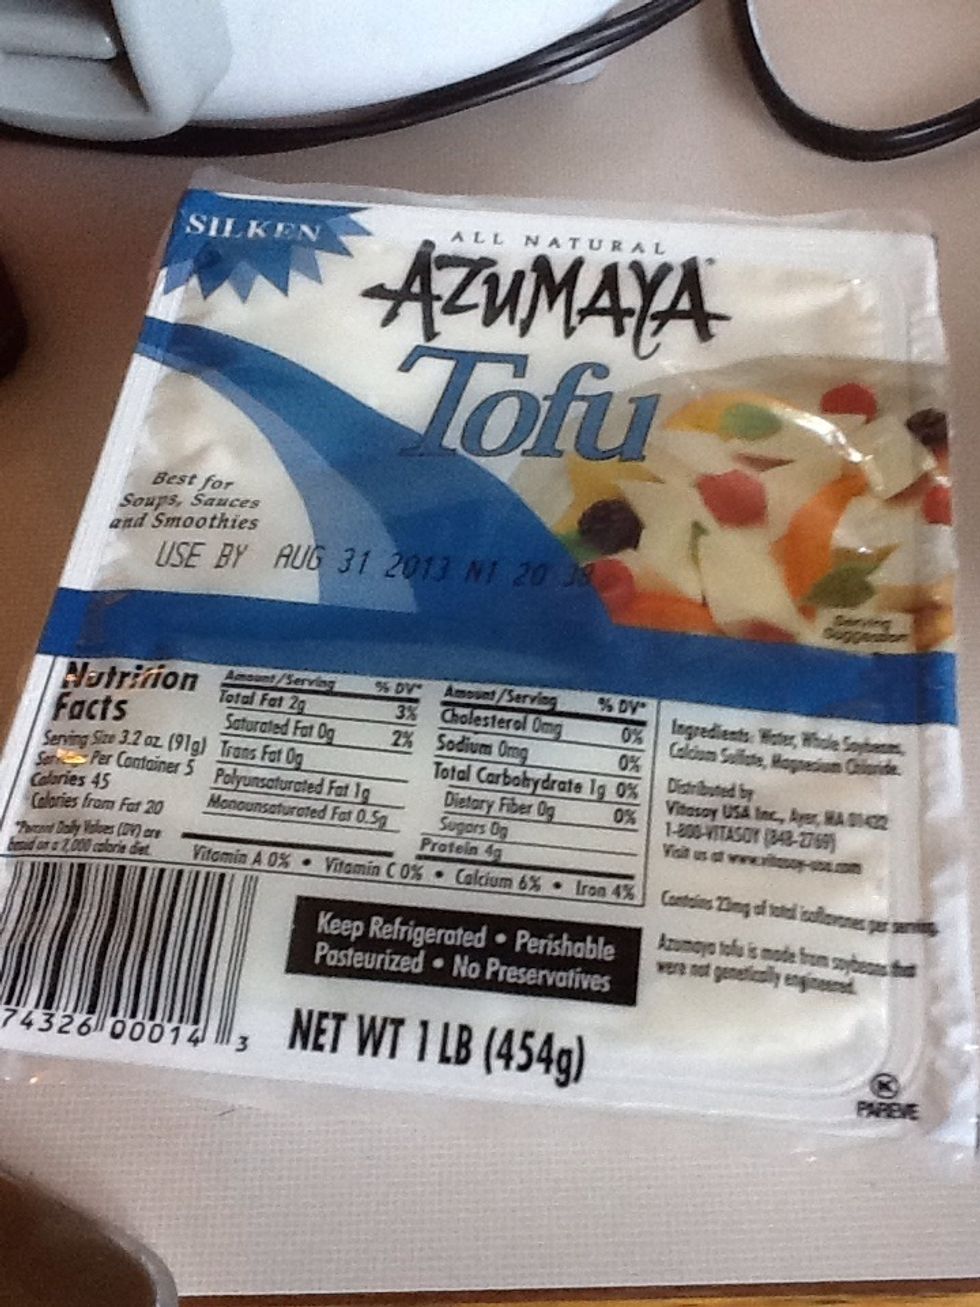 SILKEN
ALL NATURAL
AZUMAYA
Tofu
Best for
Soups, Sauces
and Smoothies
USE BY AUG 31 2013 N1 20 38
Serving
Suggestion
Nutrition
Facts
Serving Size 3.2 oz. (91g)
Per Container 5
Calories 45
Calories from Fat 20
*Percent Daily Values (DV) are
based on a 2,000 calorie diet.
Amount/Serving % DV*
Total Fat 2g 3%
Saturated Fat 0g 2%
Trans Fat 0g
Polyunsaturated Fat 1g
Monounsaturated Fat 0.5g
Amount/Serving % DV*
Cholesterol 0mg 0%
Sodium 0mg 0%
Total Carbohydrate 1g 0%
Dietary Fiber 0g 0%
Sugars 0g
Protein 4g
Vitamin A 0% • Vitamin C 0% • Calcium 6% • Iron 4%
Ingredients: Water, Whole Soybeans,
Calcium Sulfate, Magnesium Chloride.
Distributed by
Vitasoy USA Inc., Ayer, MA 01432
1-800-VITASOY (848-2769)
Visit us at www.vitasoy-usa.com
Contains 23mg of total isoflavones per serving.
Azumaya tofu is made from soybeans that
were not genetically engineered.
Keep Refrigerated • Perishable
Pasteurized • No Preservatives
74326 00014 3
NET WT 1 LB (454g)
K
PAREVE